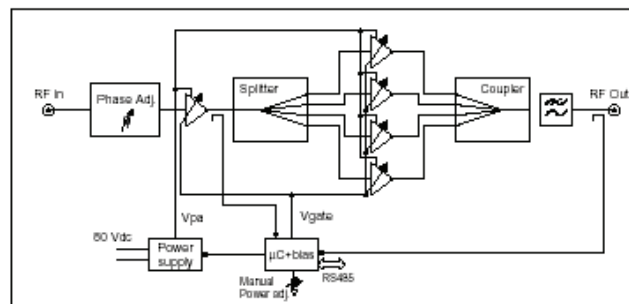 RF In
Phase Adj.
Splitter
Coupler
RF Out
Vpa
Vgate
60 Vdc
Power
supply
µC+bias
RS485
Manual
Power adj.